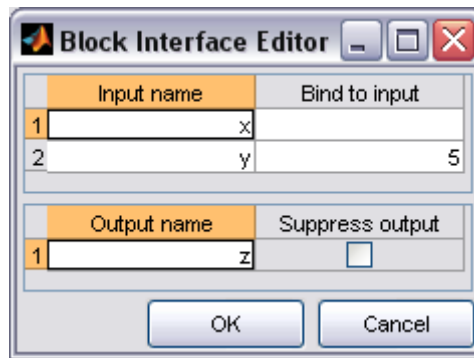 Block Interface Editor
Input name Bind to input
1 x
2 y 5
Output name Suppress output
1 z
OK Cancel